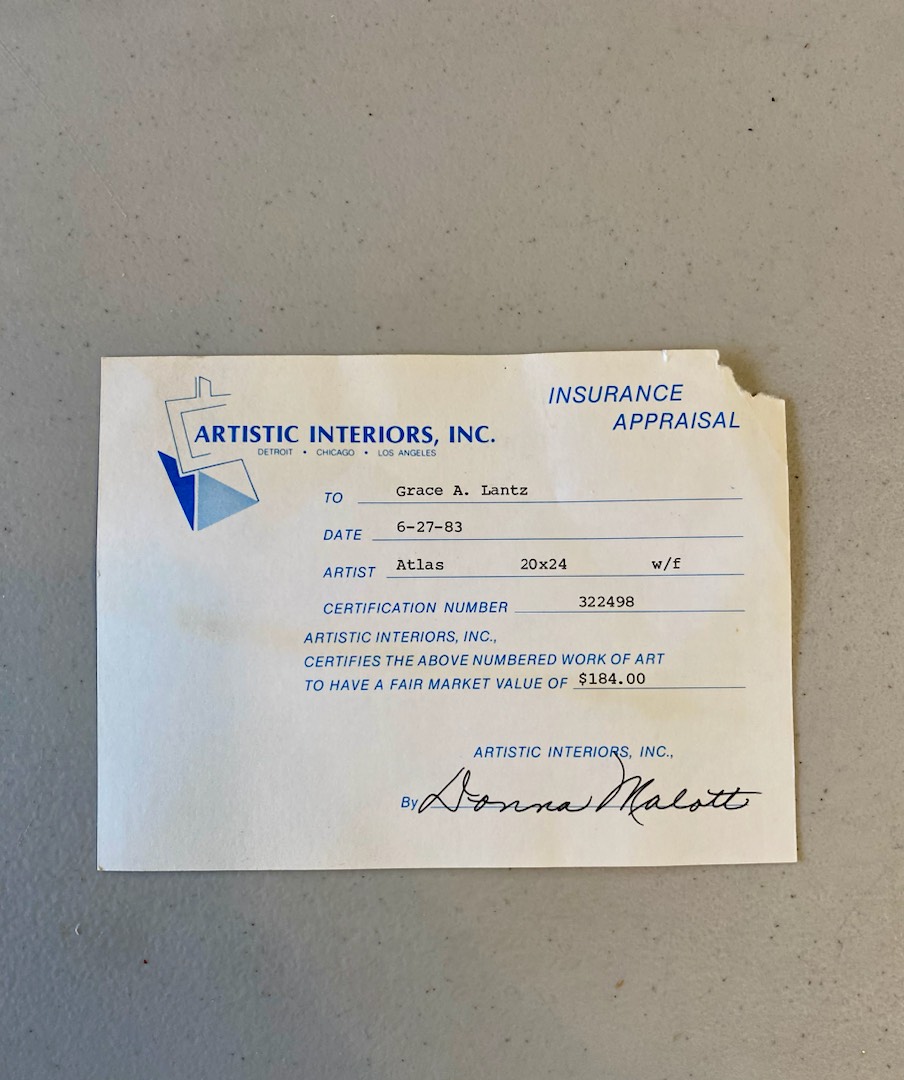 INSURANCE
APPRAISAL
ARTISTIC INTERIORS, INC.
DETROIT • CHICAGO • LOS ANGELES
TO Grace A. Lantz
DATE 6-27-83
ARTIST Atlas 20x24 w/f
CERTIFICATION NUMBER 322498
ARTISTIC INTERIORS, INC.,
CERTIFIES THE ABOVE NUMBERED WORK OF ART
TO HAVE A FAIR MARKET VALUE OF $184.00
ARTISTIC INTERIORS, INC.,
By Donna Malott